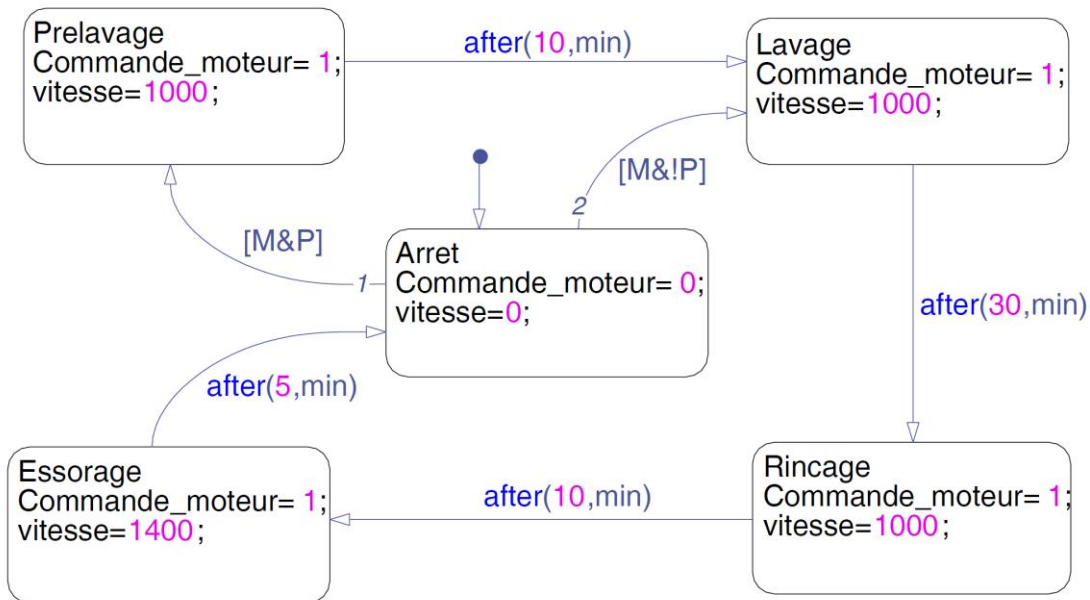 Prelavage
Commande_moteur= 1;
vitesse=1000;
after(10,min)
Lavage
Commande_moteur= 1;
vitesse=1000;
[M&P]
1
2
[M&!P]
Arret
Commande_moteur= 0;
vitesse=0;
after(30,min)
after(5,min)
Essorage
Commande_moteur= 1;
vitesse=1400;
after(10,min)
Rincage
Commande_moteur= 1;
vitesse=1000;